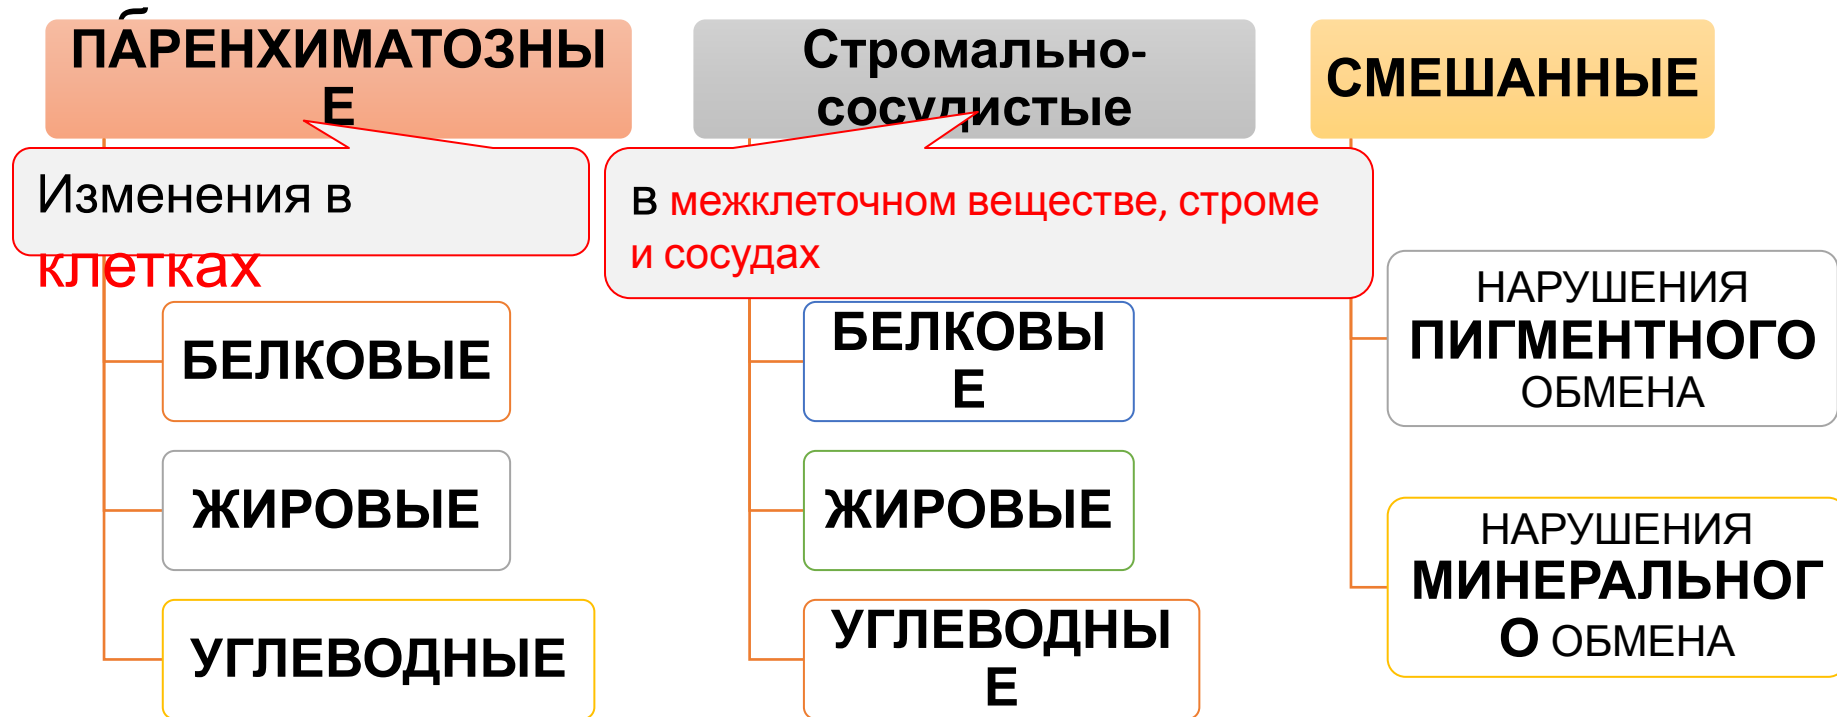 ПАРЕНХИМАТОЗНЫ
Е
Изменения в
клетках
БЕЛКОВЫЕ
ЖИРОВЫЕ
УГЛЕВОДНЫЕ
Стромально-
сосудистые
в межклеточном веществе, строме
и сосудах
БЕЛКОВЫ
Е
ЖИРОВЫЕ
УГЛЕВОДНЫ
Е
СМЕШАННЫЕ
НАРУШЕНИЯ
ПИГМЕНТНОГО
ОБМЕНА
НАРУШЕНИЯ
МИНЕРАЛЬНОГ
О ОБМЕНА